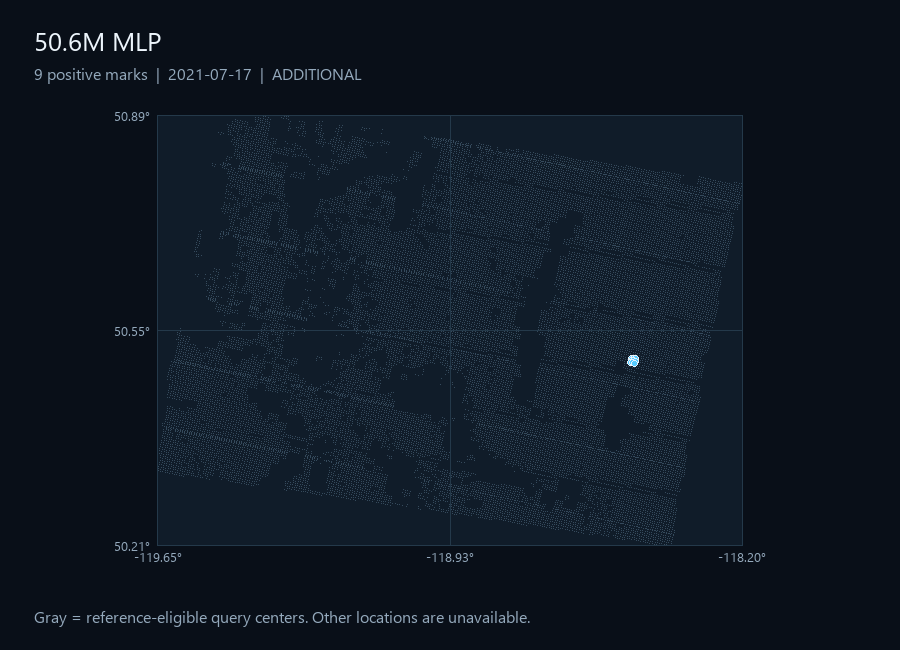 50.6M MLP
9 positive marks | 2021-07-17 | ADDITIONAL
50.89°
50.55°
50.21°
-119.65°
-118.93°
-118.20°
Gray = reference-eligible query centers. Other locations are unavailable.